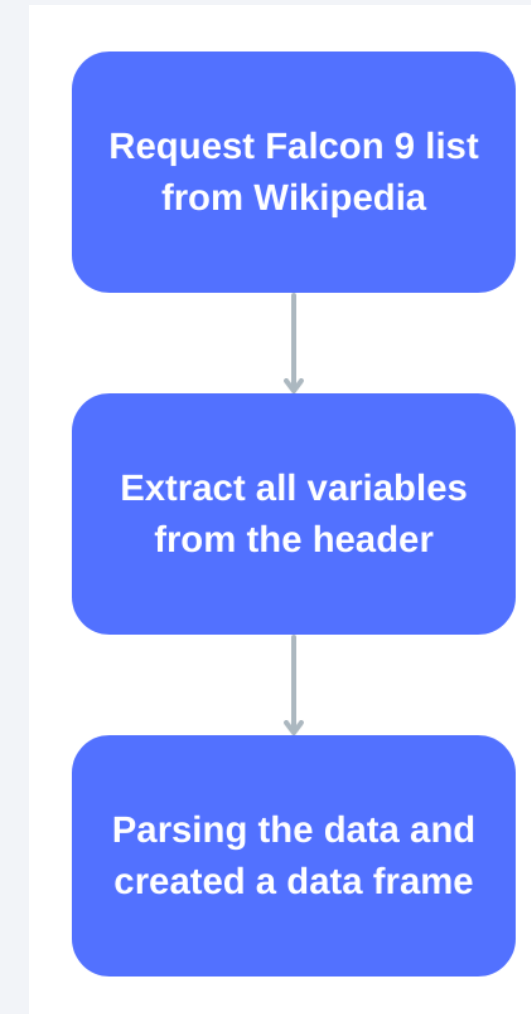 Request Falcon 9 list
from Wikipedia
Extract all variables
from the header
Parsing the data and
created a data frame